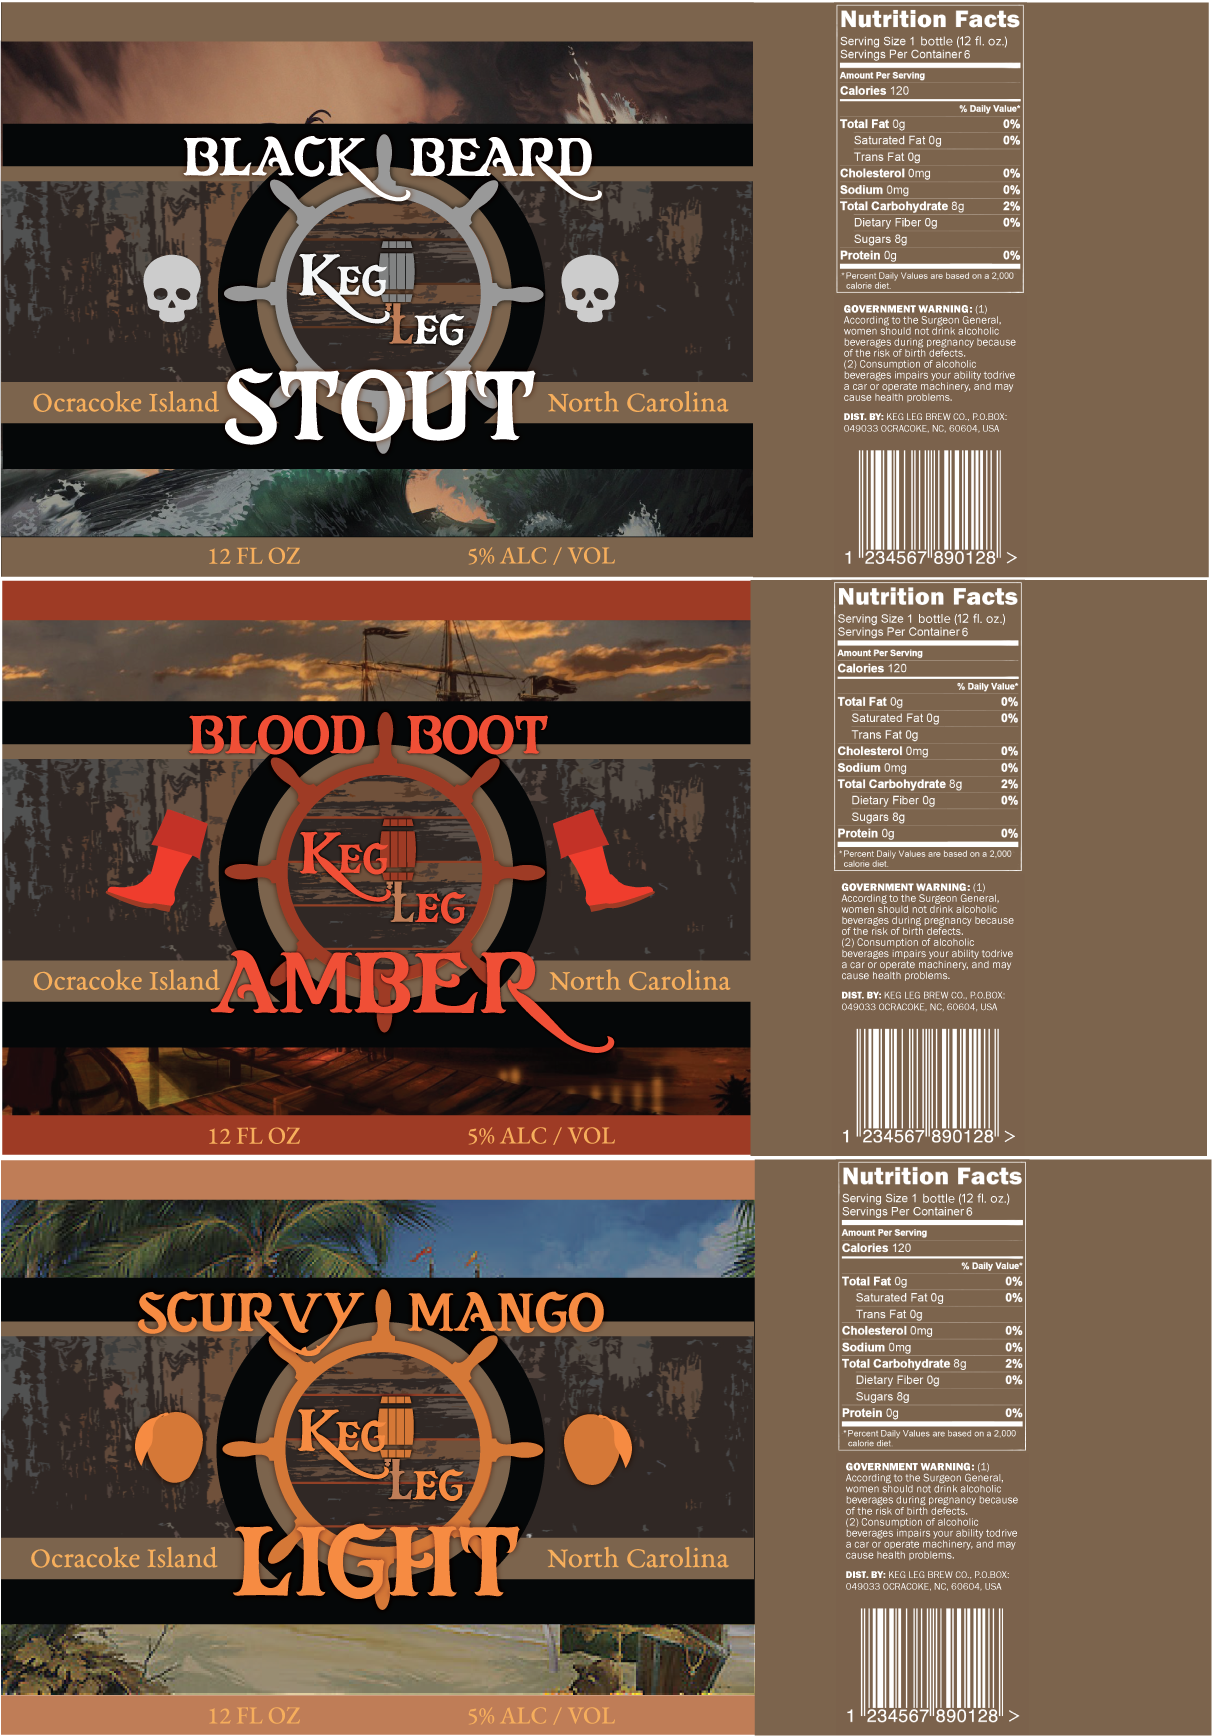 BLACK BEARD
KEG
LEG
STOUT
Ocracoke Island
North Carolina
12 FL OZ
5% ALC / VOL
Nutrition Facts
Serving Size 1 bottle (12 fl. oz.)
Servings Per Container 6
Amount Per Serving
Calories 120
% Daily Value*
Total Fat 0g 0%
Saturated Fat 0g 0%
Trans Fat 0g
Cholesterol 0mg 0%
Sodium 0mg 0%
Total Carbohydrate 8g 2%
Dietary Fiber 0g 0%
Sugars 8g
Protein 0g 0%
*Percent Daily Values are based on a 2,000
calorie diet.
GOVERNMENT WARNING: (1)
According to the Surgeon General,
women should not drink alcoholic
beverages during pregnancy because
of the risk of birth defects.
(2) Consumption of alcoholic
beverages impairs your ability todrive
a car or operate machinery, and may
cause health problems.
DIST. BY: KEG LEG BREW CO., P.O.BOX:
049033 OCRACOKE, NC, 60604, USA
1 234567 890128 >
BLOOD BOOT
KEG
LEG
AMBER
Ocracoke Island
North Carolina
12 FL OZ
5% ALC / VOL
Nutrition Facts
Serving Size 1 bottle (12 fl. oz.)
Servings Per Container 6
Amount Per Serving
Calories 120
% Daily Value*
Total Fat 0g 0%
Saturated Fat 0g 0%
Trans Fat 0g
Cholesterol 0mg 0%
Sodium 0mg 0%
Total Carbohydrate 8g 2%
Dietary Fiber 0g 0%
Sugars 8g
Protein 0g 0%
*Percent Daily Values are based on a 2,000
calorie diet.
GOVERNMENT WARNING: (1)
According to the Surgeon General,
women should not drink alcoholic
beverages during pregnancy because
of the risk of birth defects.
(2) Consumption of alcoholic
beverages impairs your ability todrive
a car or operate machinery, and may
cause health problems.
DIST. BY: KEG LEG BREW CO., P.O.BOX:
049033 OCRACOKE, NC, 60604, USA
1 234567 890128 >
SCURVY MANGO
KEG
LEG
LIGHT
Ocracoke Island
North Carolina
12 FL OZ
5% ALC / VOL
Nutrition Facts
Serving Size 1 bottle (12 fl. oz.)
Servings Per Container 6
Amount Per Serving
Calories 120
% Daily Value*
Total Fat 0g 0%
Saturated Fat 0g 0%
Trans Fat 0g
Cholesterol 0mg 0%
Sodium 0mg 0%
Total Carbohydrate 8g 2%
Dietary Fiber 0g 0%
Sugars 8g
Protein 0g 0%
*Percent Daily Values are based on a 2,000
calorie diet.
GOVERNMENT WARNING: (1)
According to the Surgeon General,
women should not drink alcoholic
beverages during pregnancy because
of the risk of birth defects.
(2) Consumption of alcoholic
beverages impairs your ability todrive
a car or operate machinery, and may
cause health problems.
DIST. BY: KEG LEG BREW CO., P.O.BOX:
049033 OCRACOKE, NC, 60604, USA
1 234567 890128 >